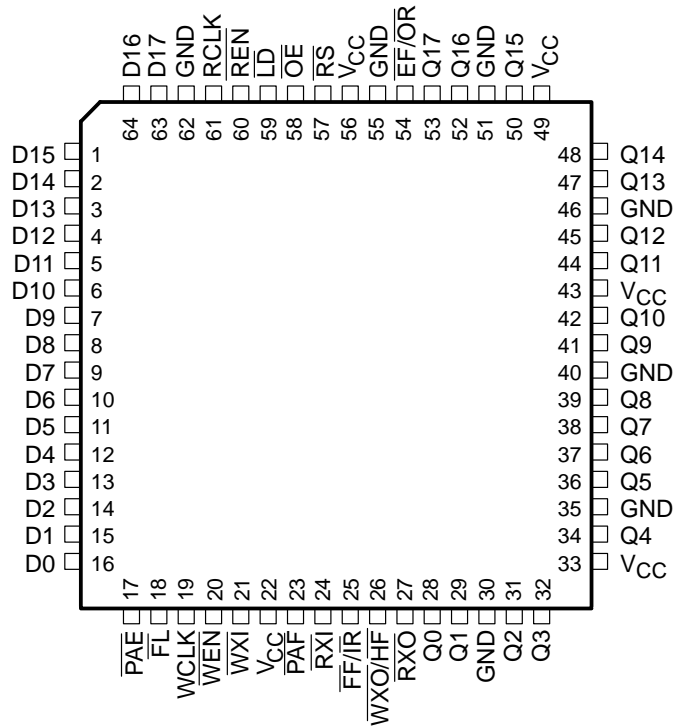 D16 D17 GND RCLK REN LD OE RS VCC GND EF/OR Q17 Q16 GND Q15 VCC
64 63 62 61 60 59 58 57 56 55 54 53 52 51 50 49
D15 1 48 Q14
D14 2 47 Q13
D13 3 46 GND
D12 4 45 Q12
D11 5 44 Q11
D10 6 43 VCC
D9 7 42 Q10
D8 8 41 Q9
D7 9 40 GND
D6 10 39 Q8
D5 11 38 Q7
D4 12 37 Q6
D3 13 36 Q5
D2 14 35 GND
D1 15 34 Q4
D0 16 33 VCC
17 18 19 20 21 22 23 24 25 26 27 28 29 30 31 32
PAE FL WCLK WEN WXI VCC PAF RXI FF/IR WXO/HF RXO Q0 Q1 GND Q2 Q3